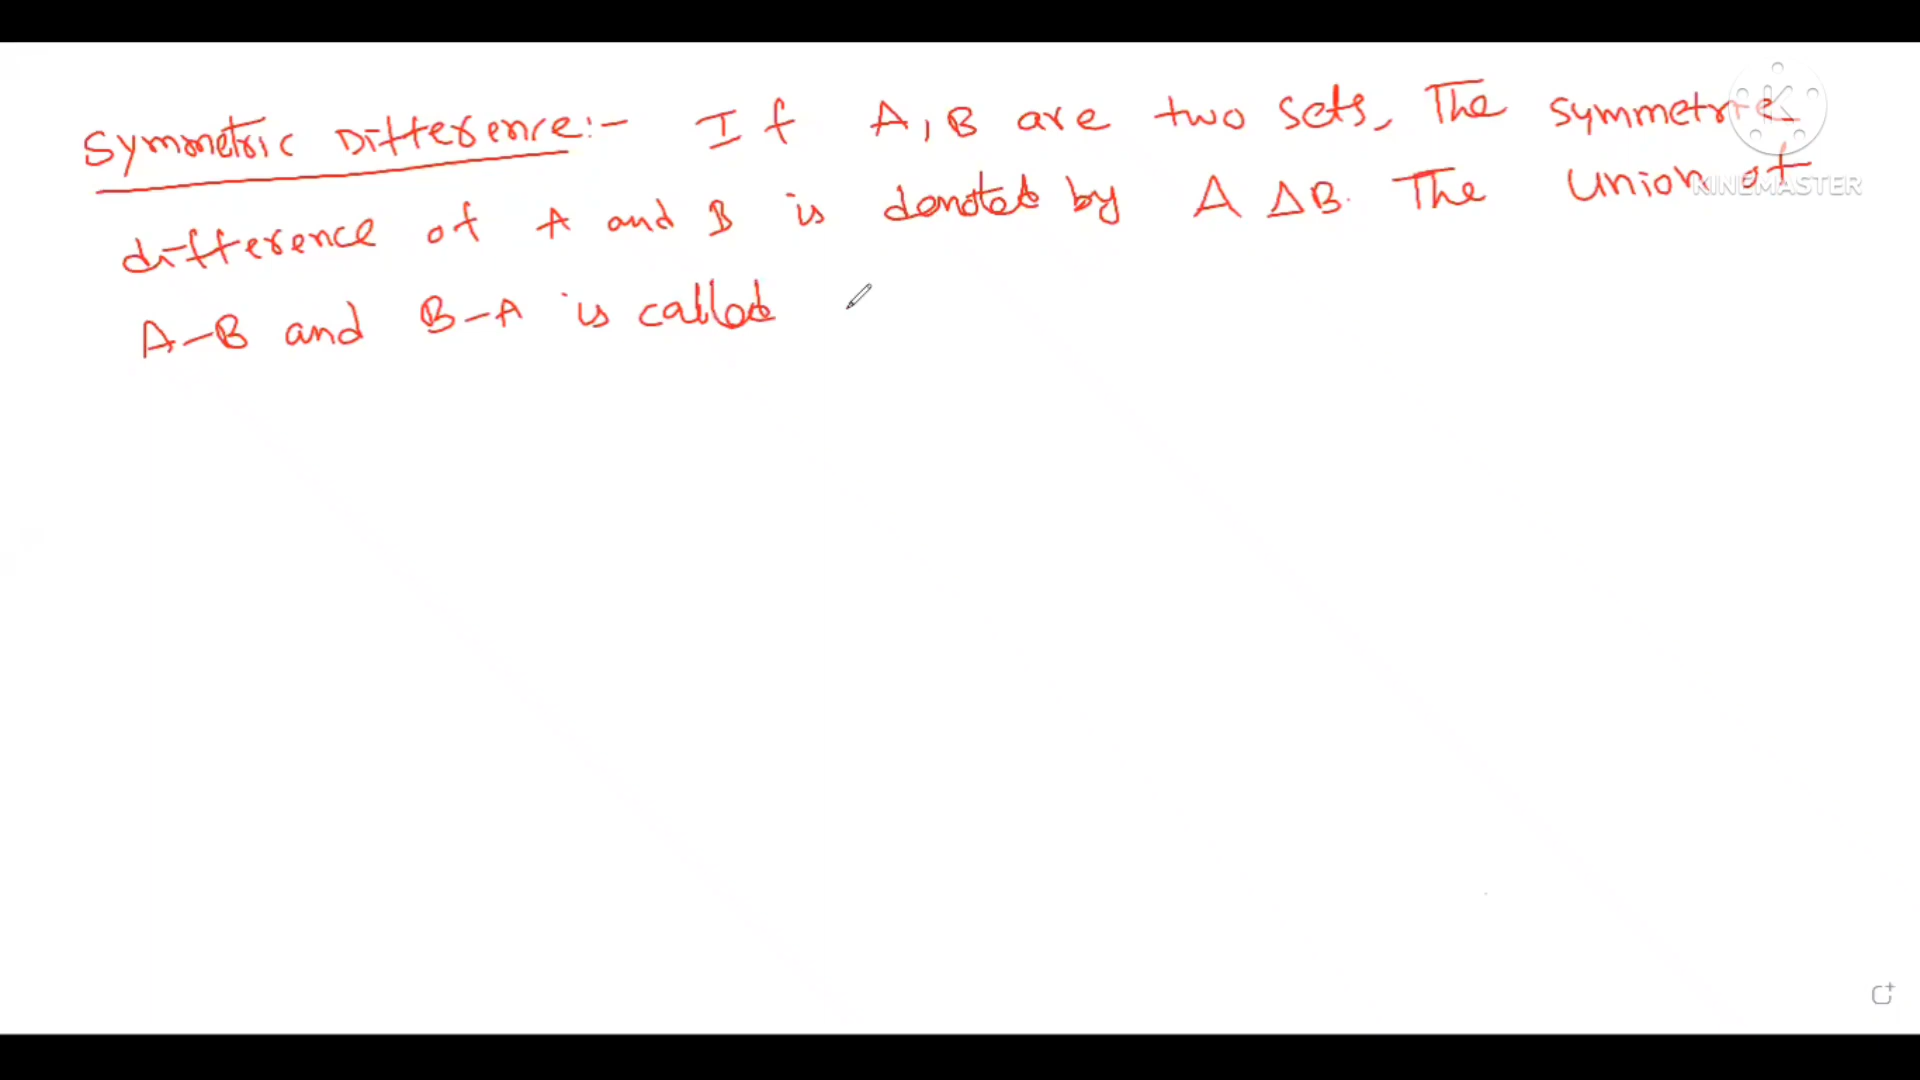 Symmetric Difference:- If A, B are two sets, The symmetric
difference of A and B is denoted by A Δ B. The Union of
A-B and B-A is called
KINEMASTER